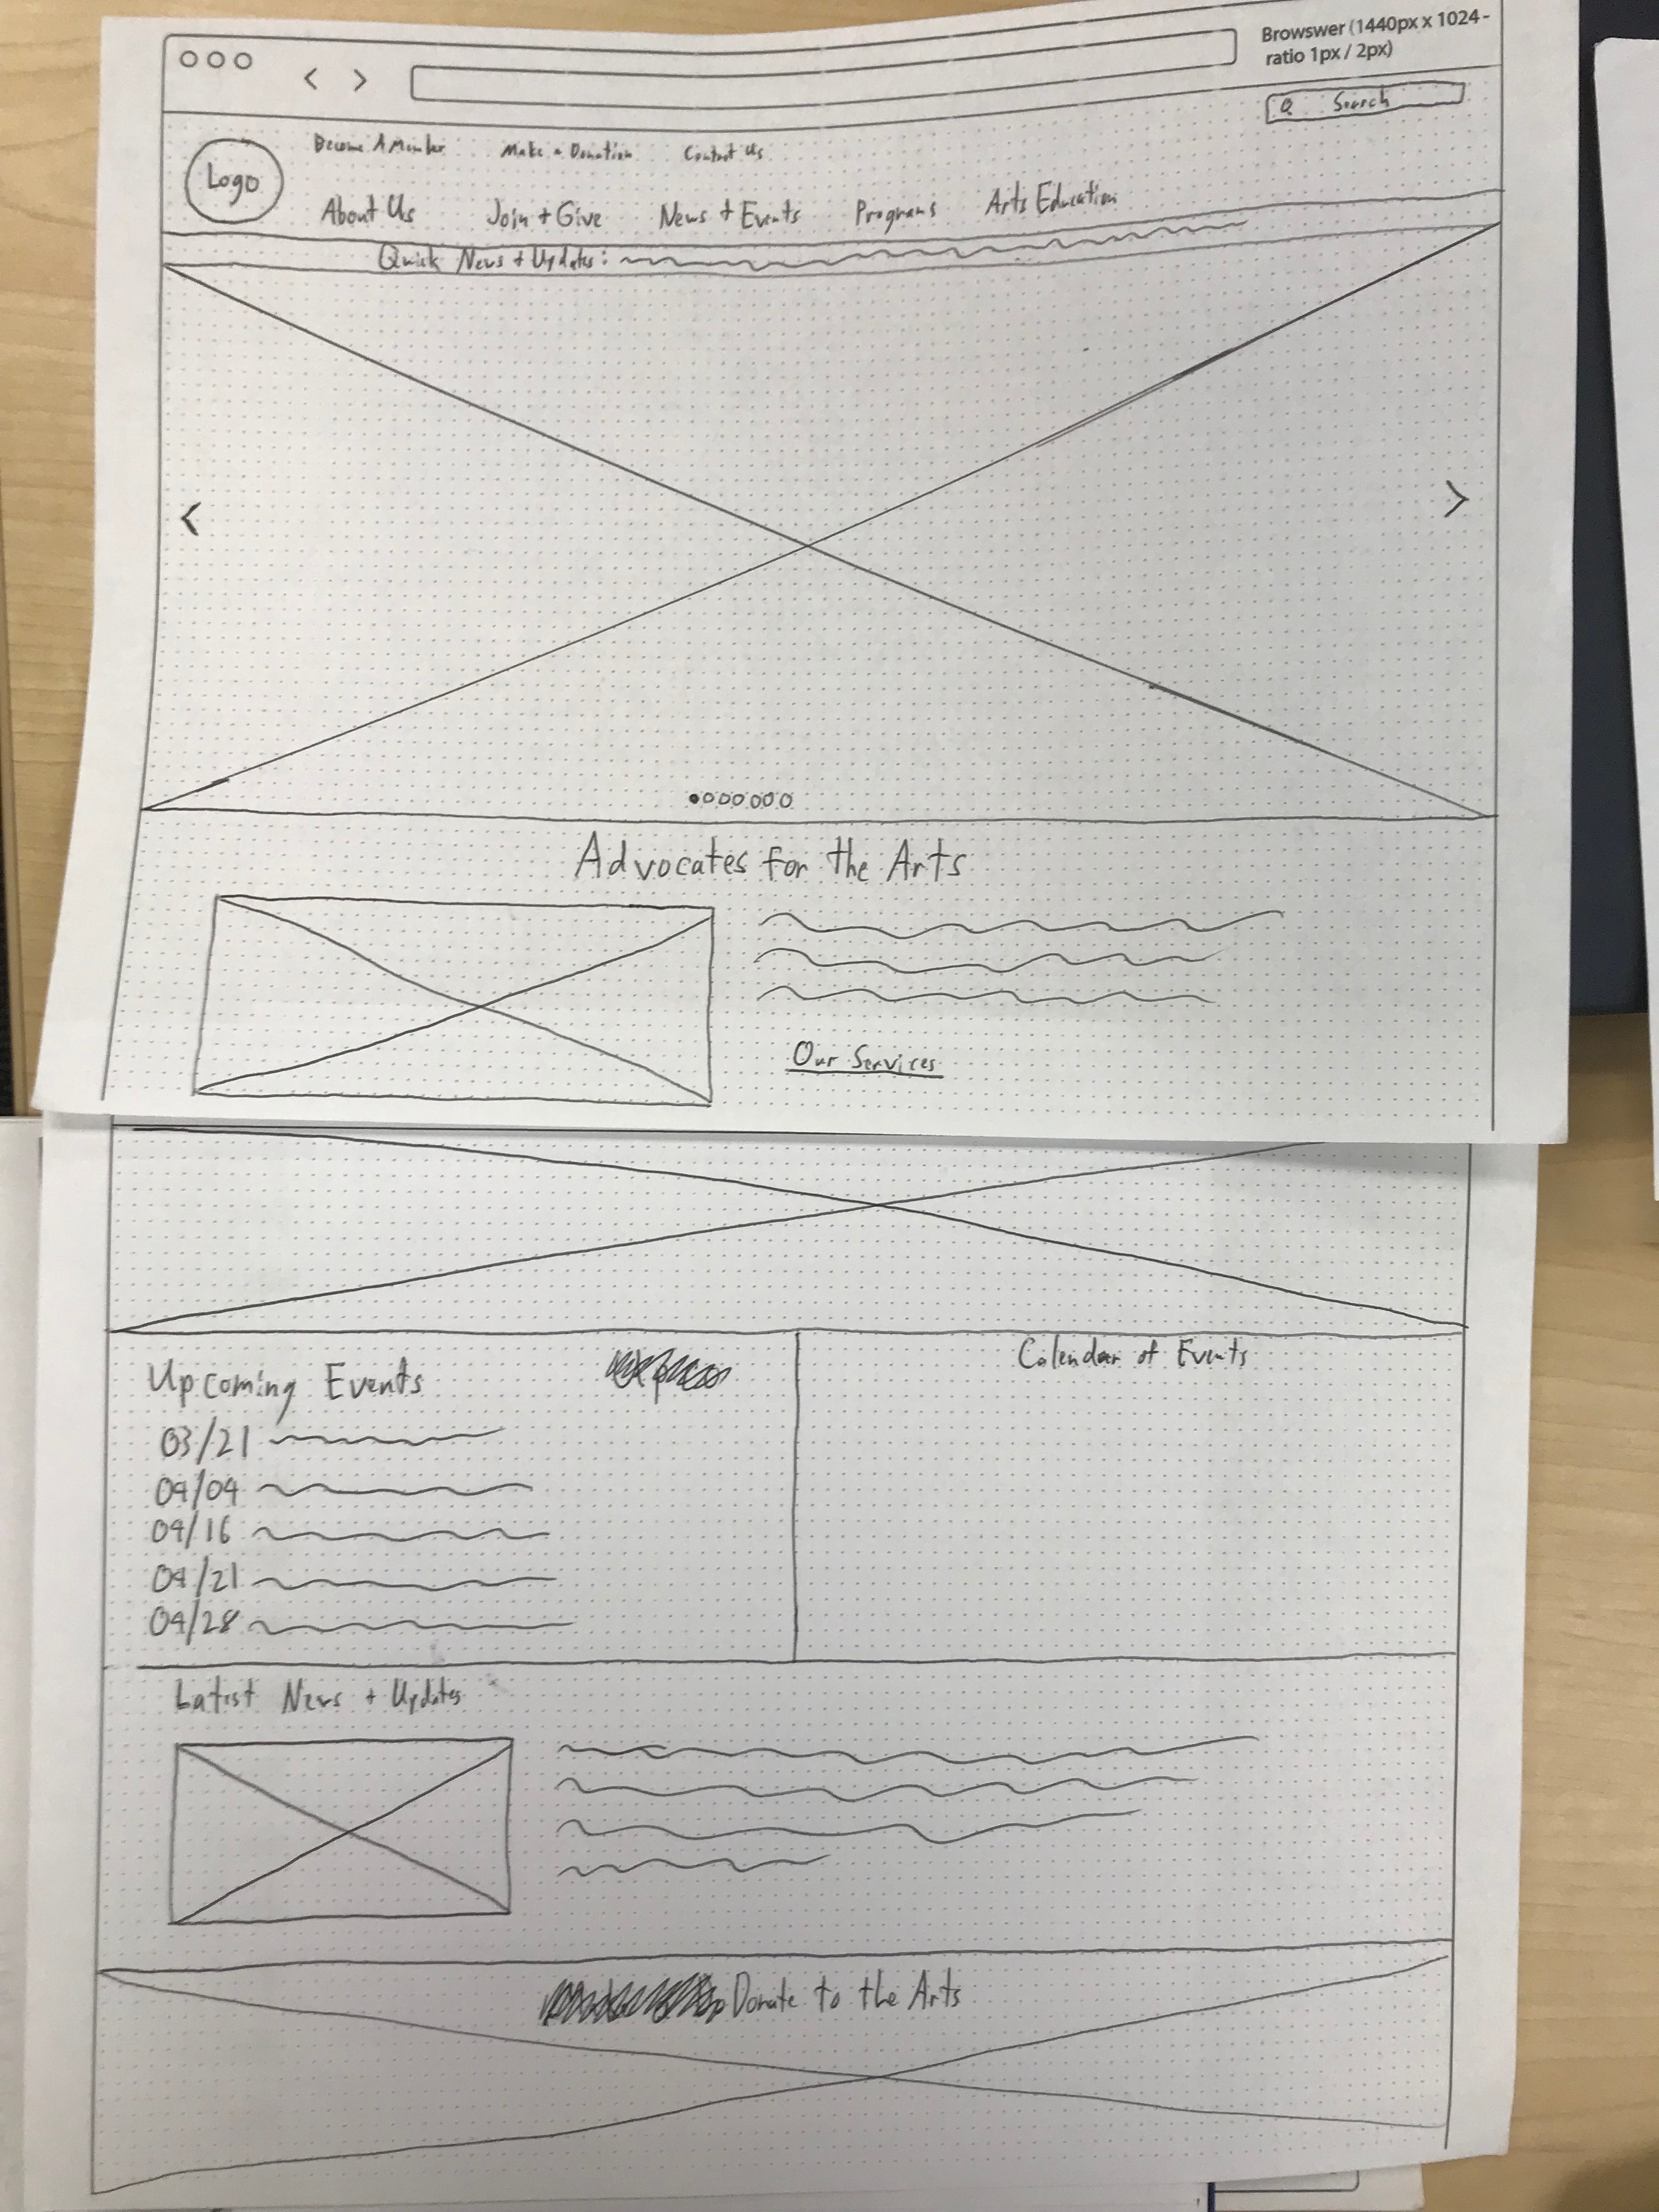 Browswer (1440px x 1024 -
ratio 1px / 2px)
Search
Become A Member Make a Donation Contact Us
Logo
About Us Join + Give News + Events Programs Arts Education
Quick News + Updates:
Advocates for the Arts
Our Services
Upcoming Events
Calendar of Events
03/21
04/04
04/16
04/21
04/28
Latest News + Updates
Donate to the Arts